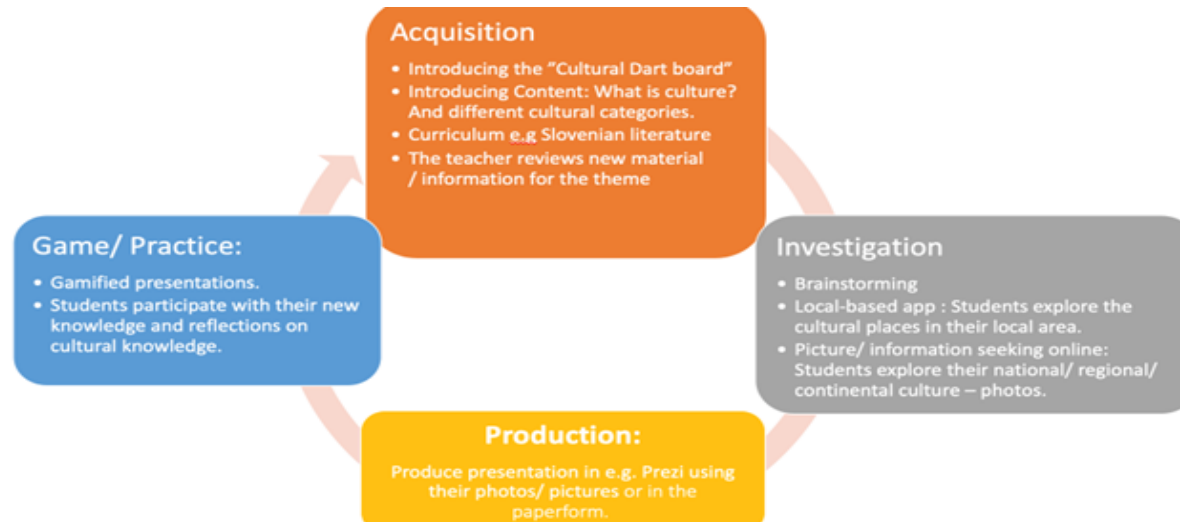 Acquisition
• Introducing the “Cultural Dart board”
• Introducing Content: What is culture?
And different cultural categories.
• Curriculum e.g Slovenian literature
• The teacher reviews new material
/ information for the theme
Game/ Practice:
• Gamified presentations.
• Students participate with their new
knowledge and reflections on
cultural knowledge.
Investigation
• Brainstorming
• Local-based app : Students explore the
cultural places in their local area.
• Picture/ information seeking online:
Students explore their national/ regional/
continental culture – photos.
Production:
Produce presentation in e.g. Prezi using
their photos/ pictures or in the
paperform.